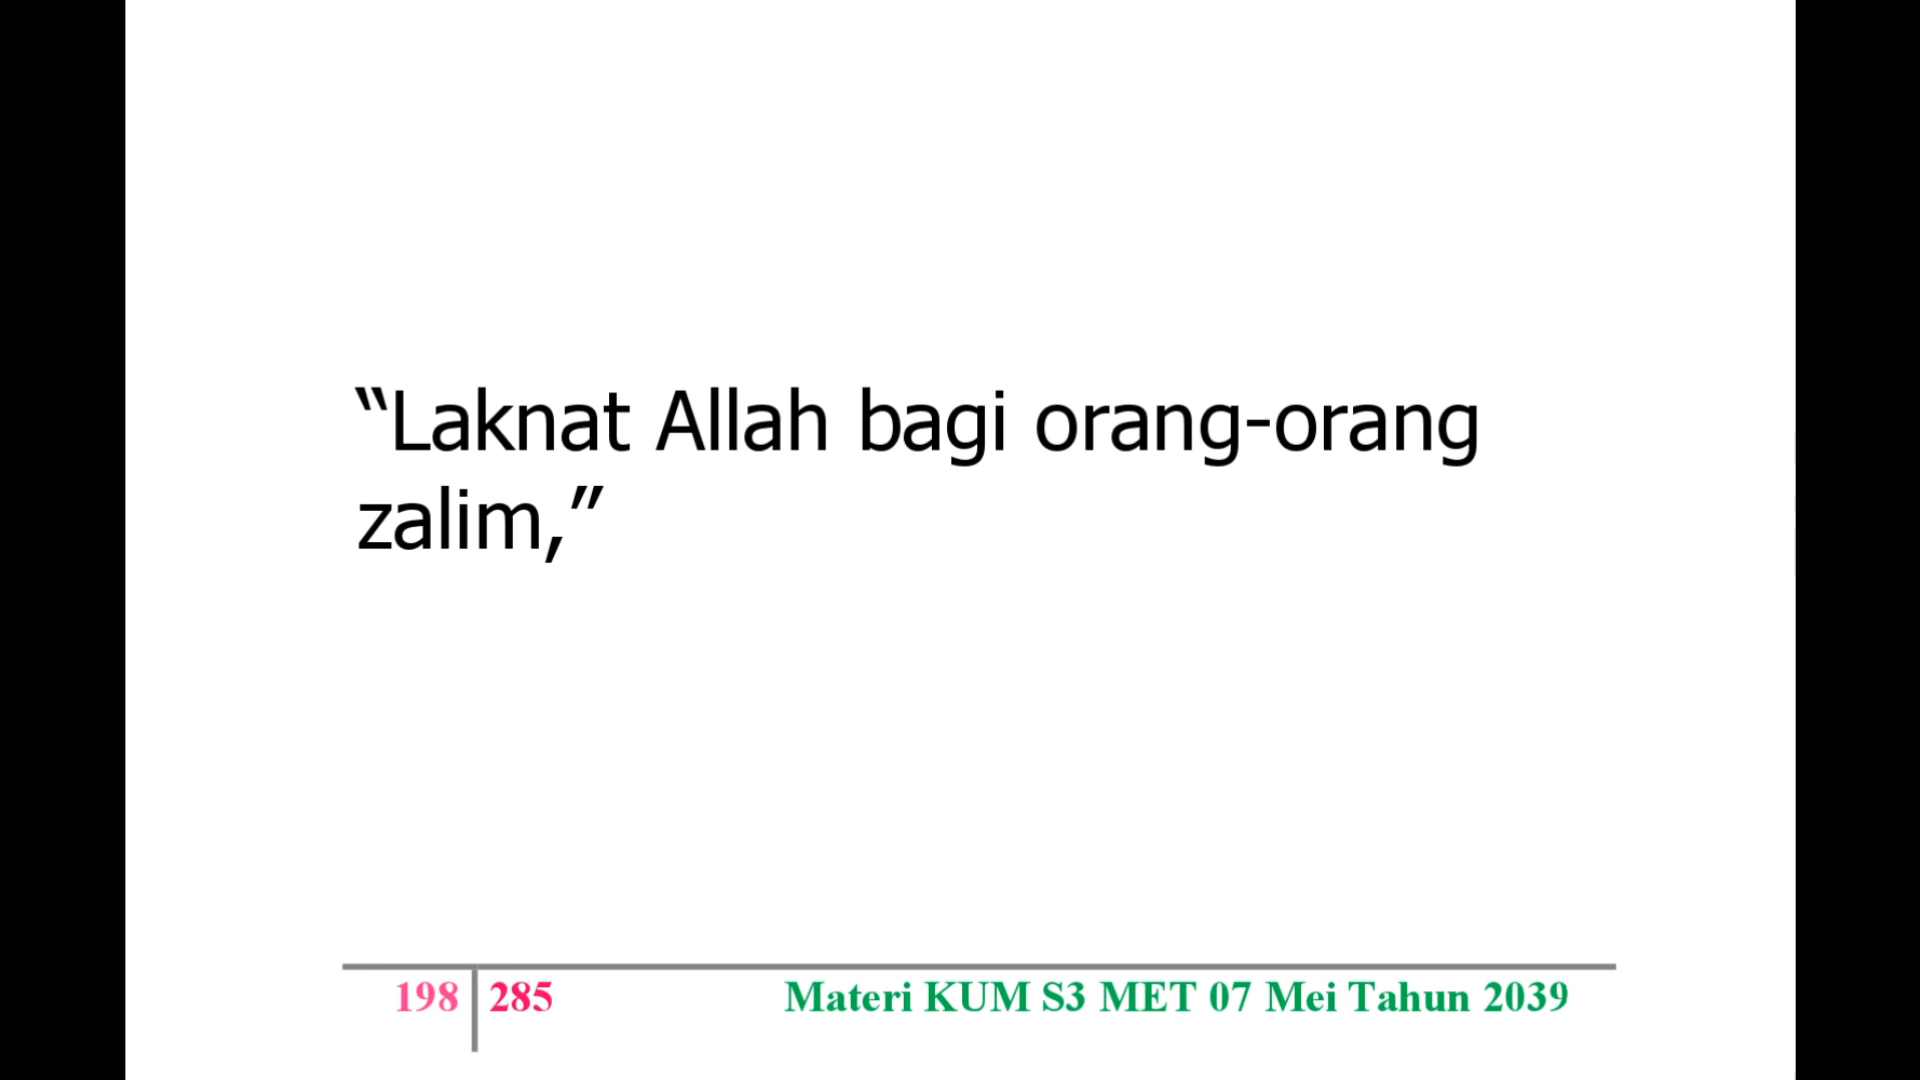 “Laknat Allah bagi orang-orang
zalim,”
198 285 Materi KUM S3 MET 07 Mei Tahun 2039